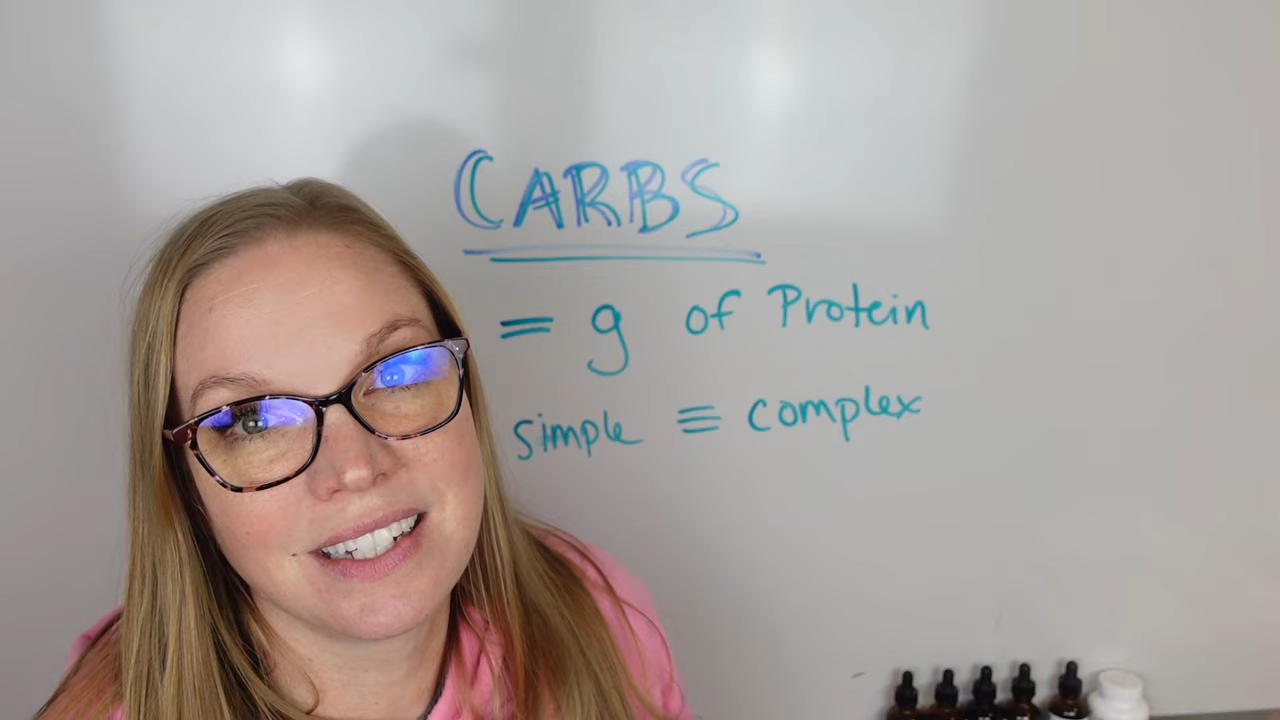 CARBS
= g of Protein
simple ≡ complex